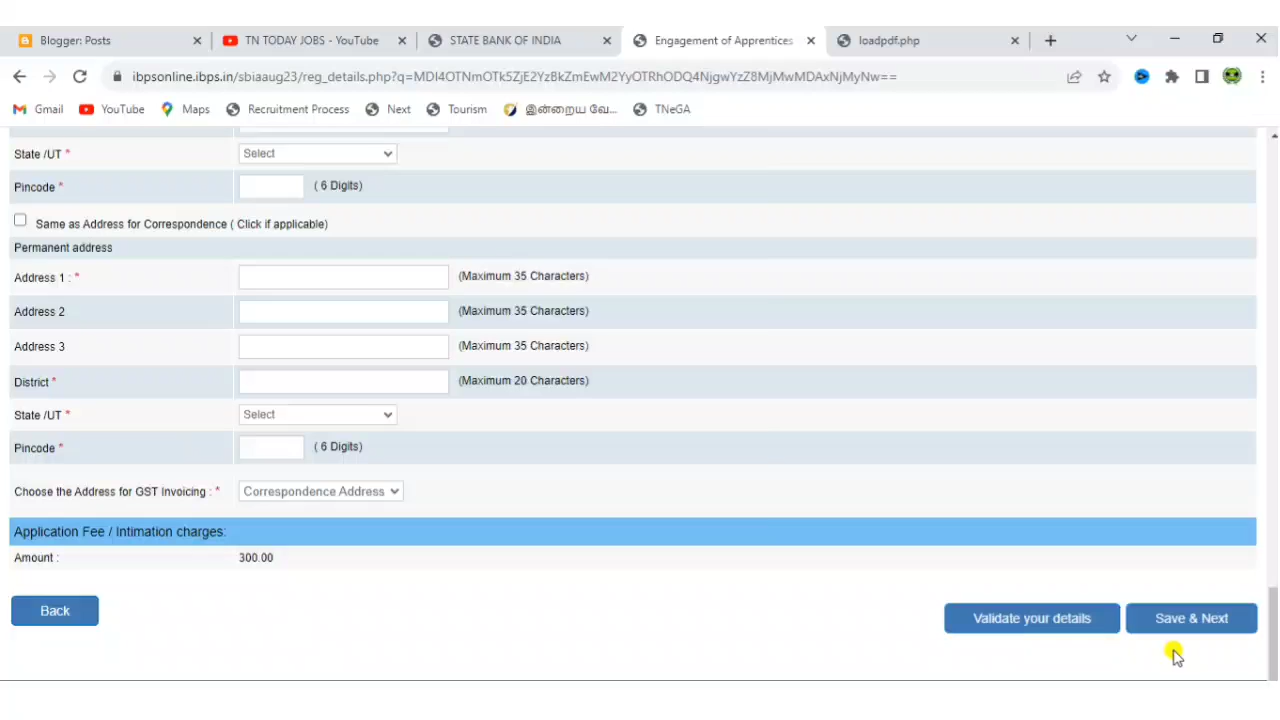 Blogger: Posts
TN TODAY JOBS - YouTube
STATE BANK OF INDIA
Engagement of Apprentices
loadpdf.php
ibpsonline.ibps.in/sbiaaug23/reg_details.php?q=MDI4OTNmOTk5ZjE2YzBkZmEwM2YyOTRhODQ4NjgwYzZ8MjMwMDAxNjMyNw==
Gmail
YouTube
Maps
Recruitment Process
Next
Tourism
இன்றைய வே...
TNeGA
State /UT * Select
Pincode * ( 6 Digits)
Same as Address for Correspondence ( Click if applicable)
Permanent address
Address 1 : * (Maximum 35 Characters)
Address 2 (Maximum 35 Characters)
Address 3 (Maximum 35 Characters)
District * (Maximum 20 Characters)
State /UT * Select
Pincode * ( 6 Digits)
Choose the Address for GST Invoicing : * Correspondence Address
Application Fee / Intimation charges:
Amount : 300.00
Back
Validate your details
Save & Next